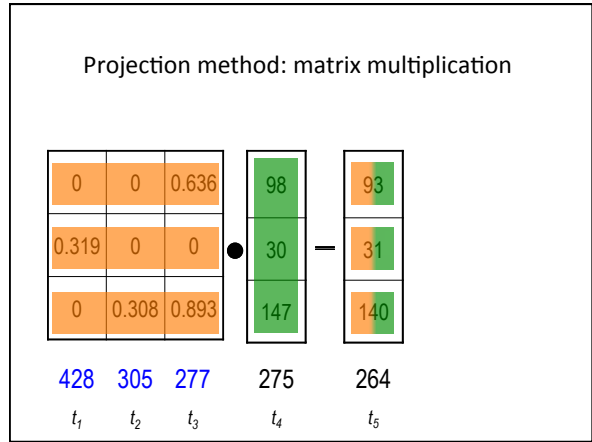 Projection method: matrix multiplication
0 0 0.636 98 93
0.319 0 0 • 30 – 31
0 0.308 0.893 147 140
428 305 277 275 264
t1 t2 t3 t4 t5